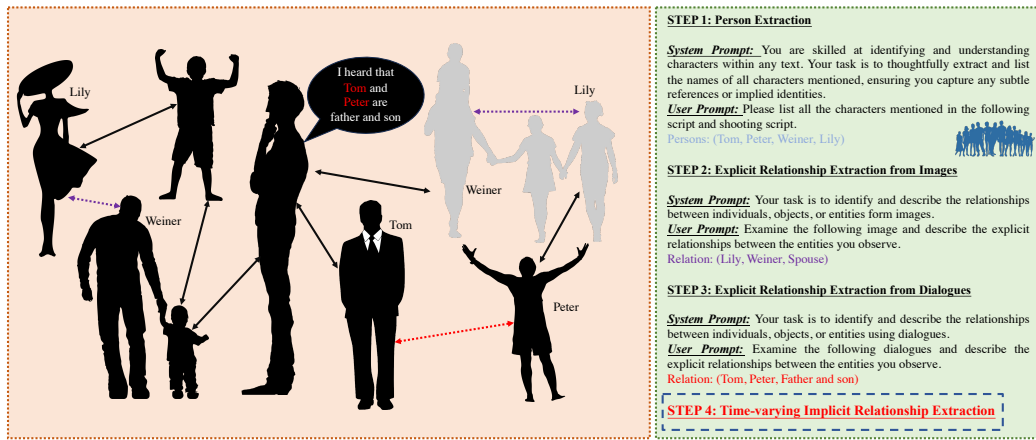 Lily
I heard that
Tom and
Peter are
father and son
Lily
Weiner
Weiner
Tom
Peter
STEP 1: Person Extraction
System Prompt: You are skilled at identifying and understanding
characters within any text. Your task is to thoughtfully extract and list
the names of all characters mentioned, ensuring you capture any subtle
references or implied identities.
User Prompt: Please list all the characters mentioned in the following
script and shooting script.
Persons: (Tom, Peter, Weiner, Lily)
STEP 2: Explicit Relationship Extraction from Images
System Prompt: Your task is to identify and describe the relationships
between individuals, objects, or entities form images.
User Prompt: Examine the following image and describe the explicit
relationships between the entities you observe.
Relation: (Lily, Weiner, Spouse)
STEP 3: Explicit Relationship Extraction from Dialogues
System Prompt: Your task is to identify and describe the relationships
between individuals, objects, or entities using dialogues.
User Prompt: Examine the following dialogues and describe the
explicit relationships between the entities you observe.
Relation: (Tom, Peter, Father and son)
STEP 4: Time-varying Implicit Relationship Extraction